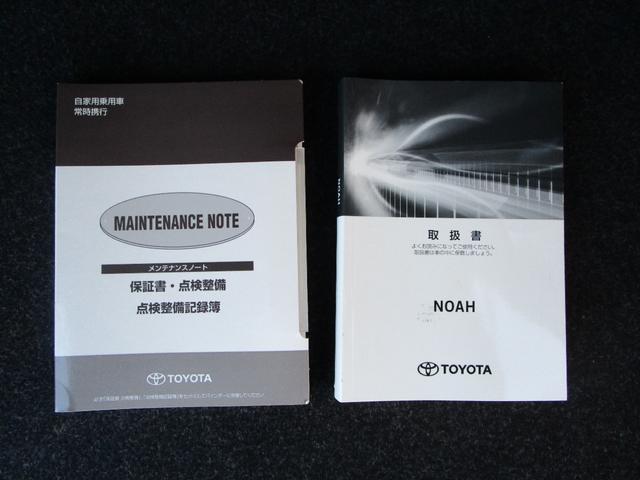 自家用乗用車
常時携行
MAINTENANCE NOTE
メンテナンスノート
保証書・点検整備
点検整備記録簿
TOYOTA
NOAH
取扱書
よくお読みになってご使用ください。
取扱書は車の中に保管しましょう。
NOAH
TOYOTA